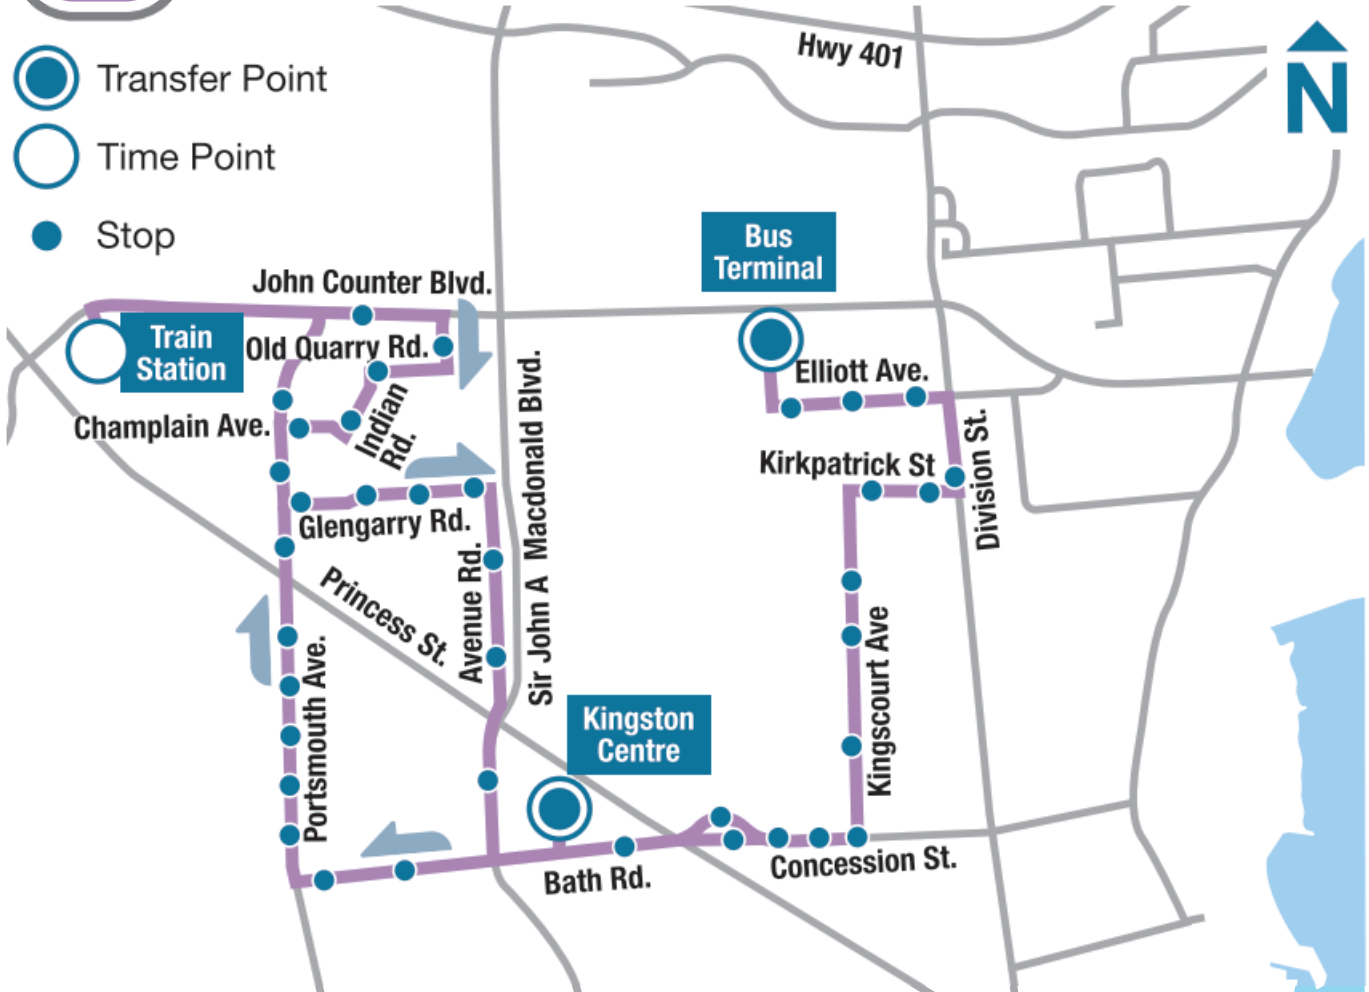 Transfer Point
Time Point
Stop
Hwy 401
N
Bus
Terminal
John Counter Blvd.
Train
Station
Old Quarry Rd.
Elliott Ave.
Champlain Ave.
Indian
Rd.
Sir John A Macdonald Blvd.
Kirkpatrick St
Division St.
Glengarry Rd.
Princess St.
Avenue Rd.
Portsmouth Ave.
Kingscourt Ave
Kingston
Centre
Bath Rd.
Concession St.